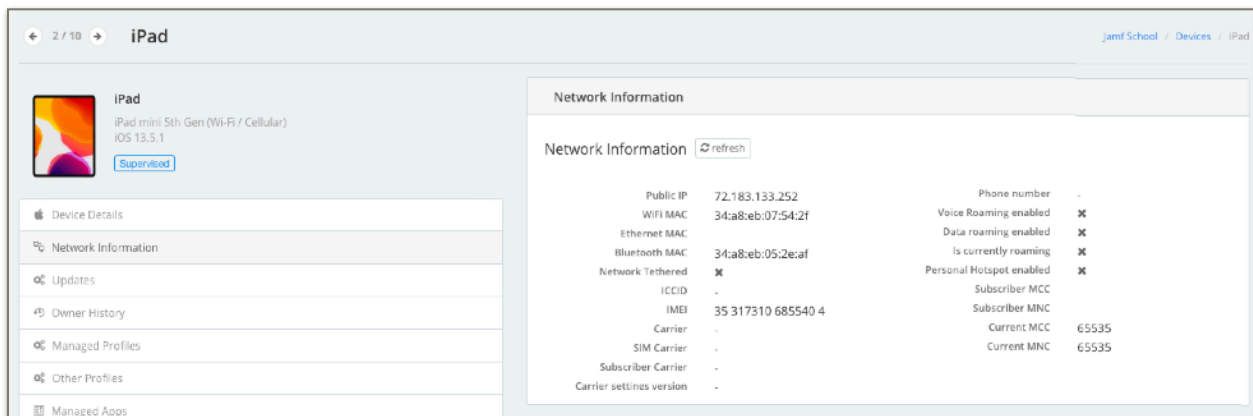 2 / 10 iPad
Jamf School / Devices / iPad
iPad
iPad mini 5th Gen (Wi-Fi / Cellular)
iOS 13.5.1
Supervised
Device Details
Network Information
Updates
Owner History
Managed Profiles
Other Profiles
Managed Apps
Network Information
Network Information refresh
Public IP 72.183.133.252
WiFi MAC 34:a8:eb:07:54:2f
Ethernet MAC
Bluetooth MAC 34:a8:eb:05:2e:af
Network Tethered ✖
ICCID -
IMEI 35 317310 685540 4
Carrier -
SIM Carrier -
Subscriber Carrier -
Carrier settings version -
Phone number -
Voice Roaming enabled ✖
Data roaming enabled ✖
Is currently roaming ✖
Personal Hotspot enabled ✖
Subscriber MCC
Subscriber MNC
Current MCC 65535
Current MNC 65535